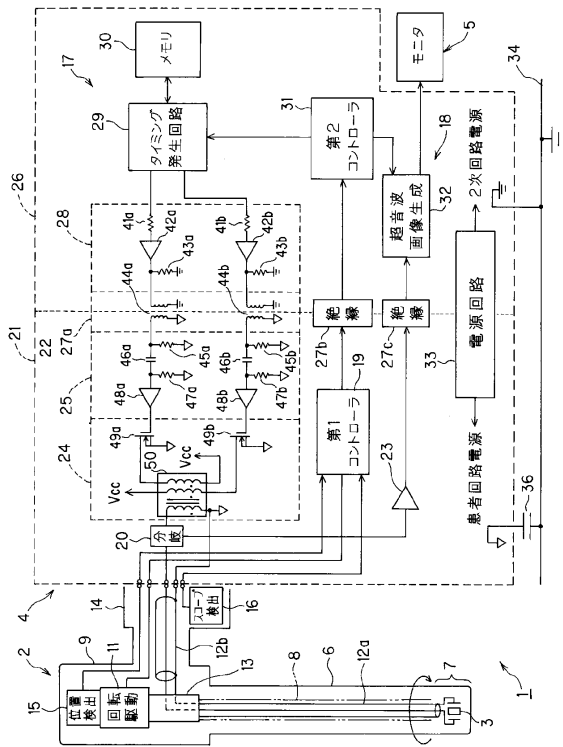 26
21
4
2
17
18
1
22
25
24
28
27a
30
メモリ
29
タイミング
発生回路
41a
42a
43a
44a
41b
42b
43b
44b
45a
46a
47a
48a
49a
45b
46b
47b
48b
49b
50
Vcc
Vcc
20
分岐
31
第2
コントローラ
32
超音波
画像生成
モニタ
5
34
絶縁
27b
絶縁
27c
19
第1
コントローラ
23
33
電源回路
2次回路電源
患者回路電源
36
14
9
11
15
位置
検出
回転
駆動
スコープ
検出
16
12b
13
8
6
12a
7
3